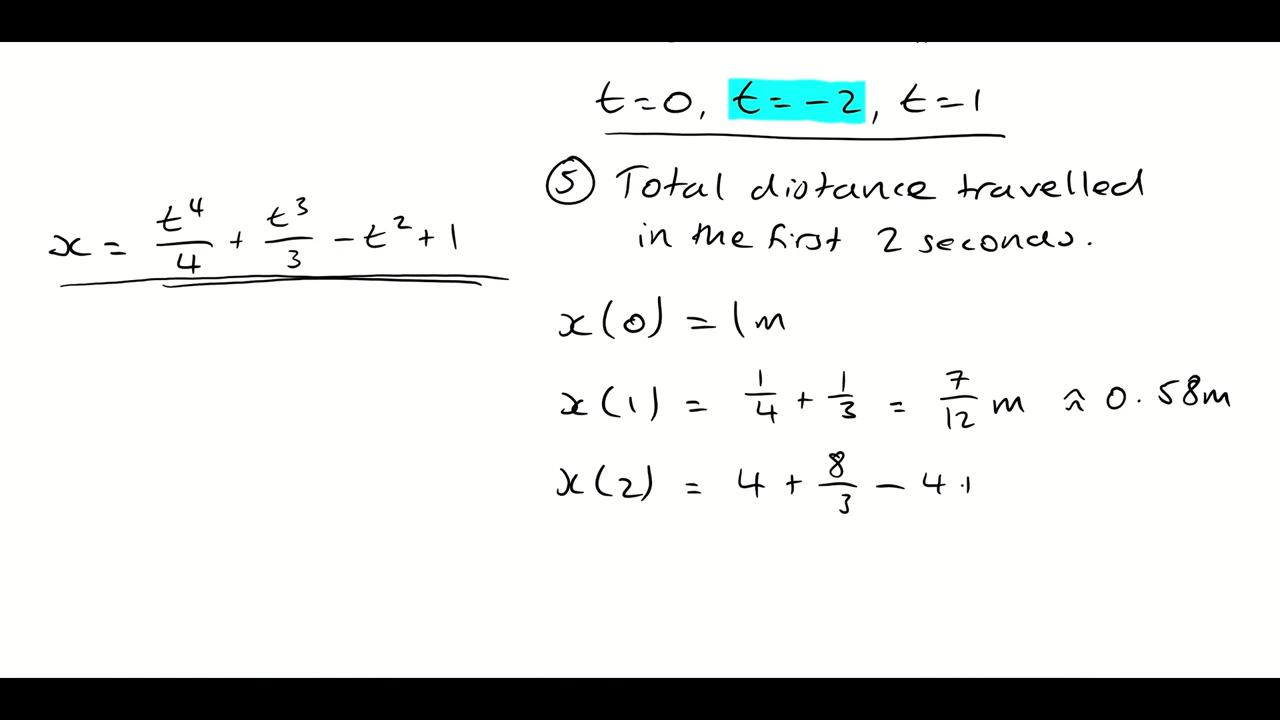 t=0, t=-2, t=1
⑤ Total distance travelled
in the first 2 seconds.
x = t⁴/4 + t³/3 - t² + 1
x(0) = 1m
x(1) = 1/4 + 1/3 = 7/12 m ≈ 0.58m
x(2) = 4 + 8/3 - 4